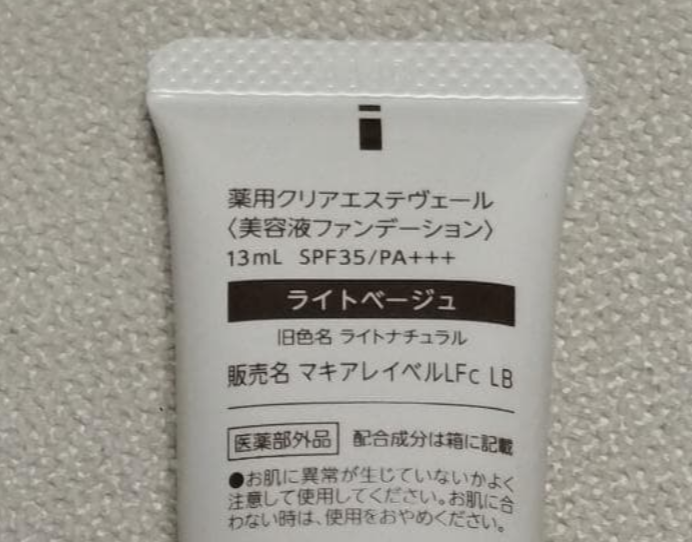 薬用クリアエステヴェール
〈美容液ファンデーション〉
13mL SPF35/PA+++
ライトベージュ
旧色名 ライトナチュラル
販売名 マキアレイベルLFc LB
医薬部外品 配合成分は箱に記載
●お肌に異常が生じていないかよく
注意して使用してください。お肌に合
わない時は、使用をおやめください。